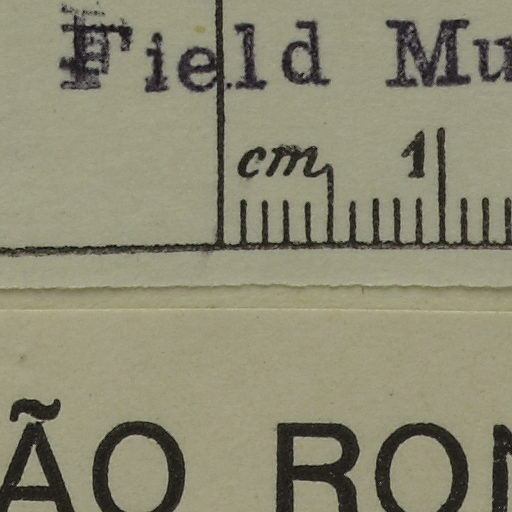 Field Mu
cm 1
ÃO RON